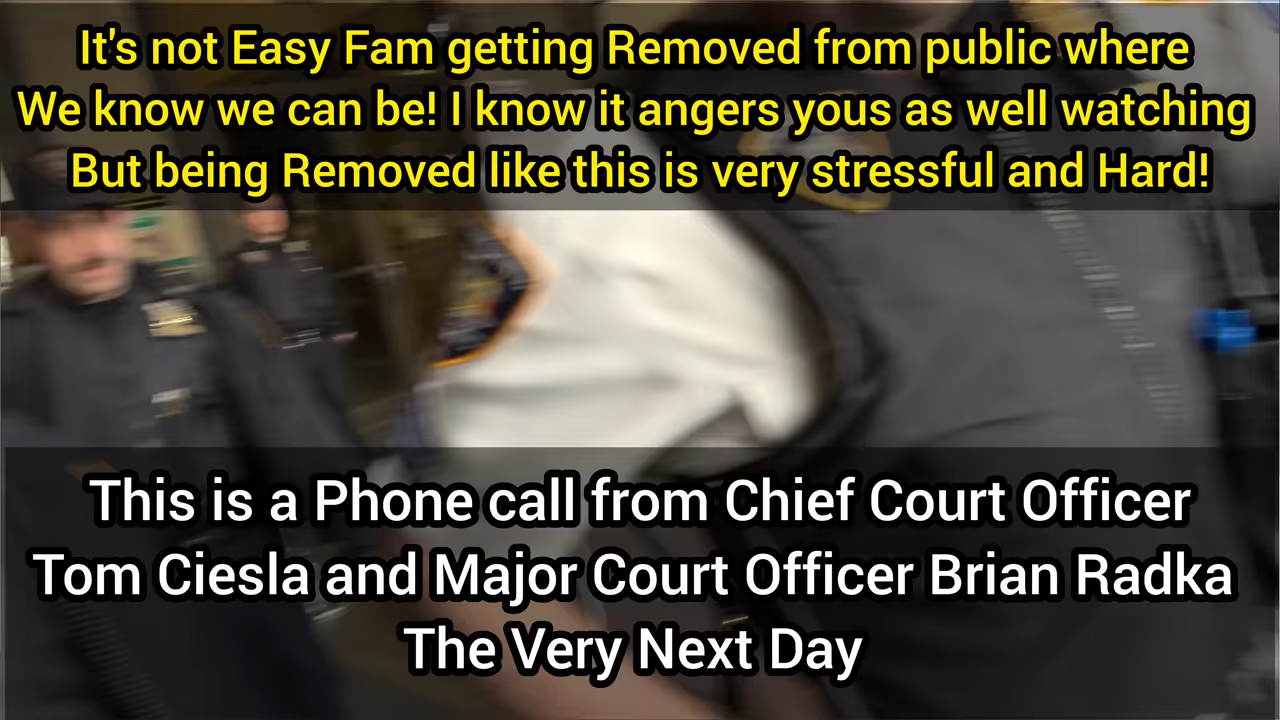 It's not Easy Fam getting Removed from public where
We know we can be! I know it angers yous as well watching
But being Removed like this is very stressful and Hard!
This is a Phone call from Chief Court Officer
Tom Ciesla and Major Court Officer Brian Radka
The Very Next Day